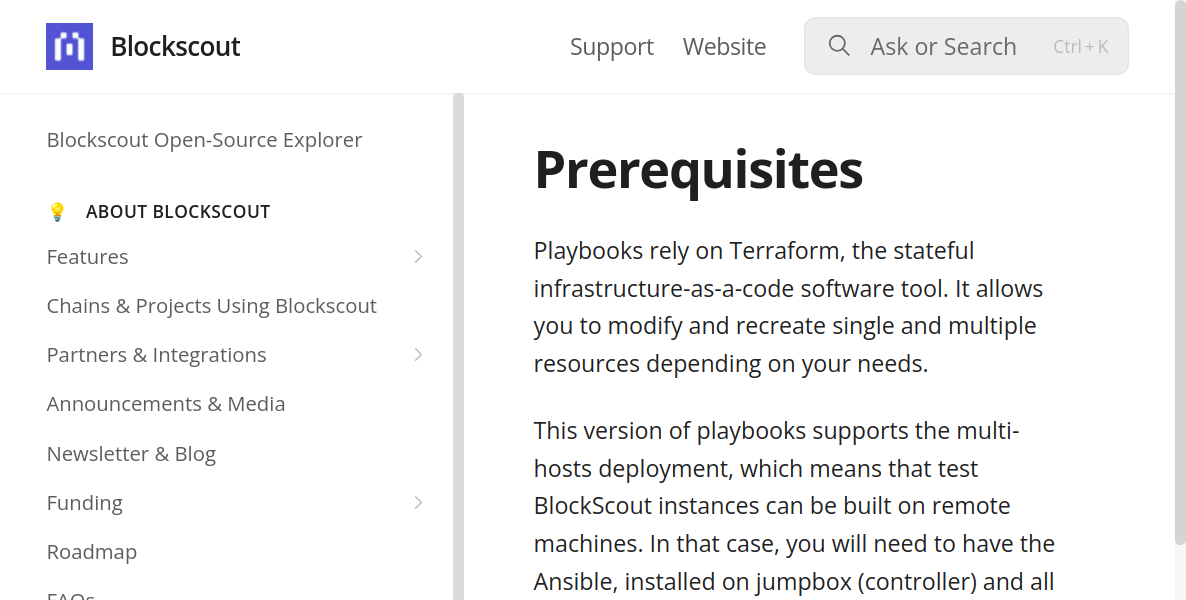 Blockscout
Support
Website
Ask or Search
Ctrl + K
Blockscout Open-Source Explorer
ABOUT BLOCKSCOUT
Features
Chains & Projects Using Blockscout
Partners & Integrations
Announcements & Media
Newsletter & Blog
Funding
Roadmap
FAQs
Prerequisites
Playbooks rely on Terraform, the stateful
infrastructure-as-a-code software tool. It allows
you to modify and recreate single and multiple
resources depending on your needs.
This version of playbooks supports the multi-
hosts deployment, which means that test
BlockScout instances can be built on remote
machines. In that case, you will need to have the
Ansible, installed on jumpbox (controller) and all